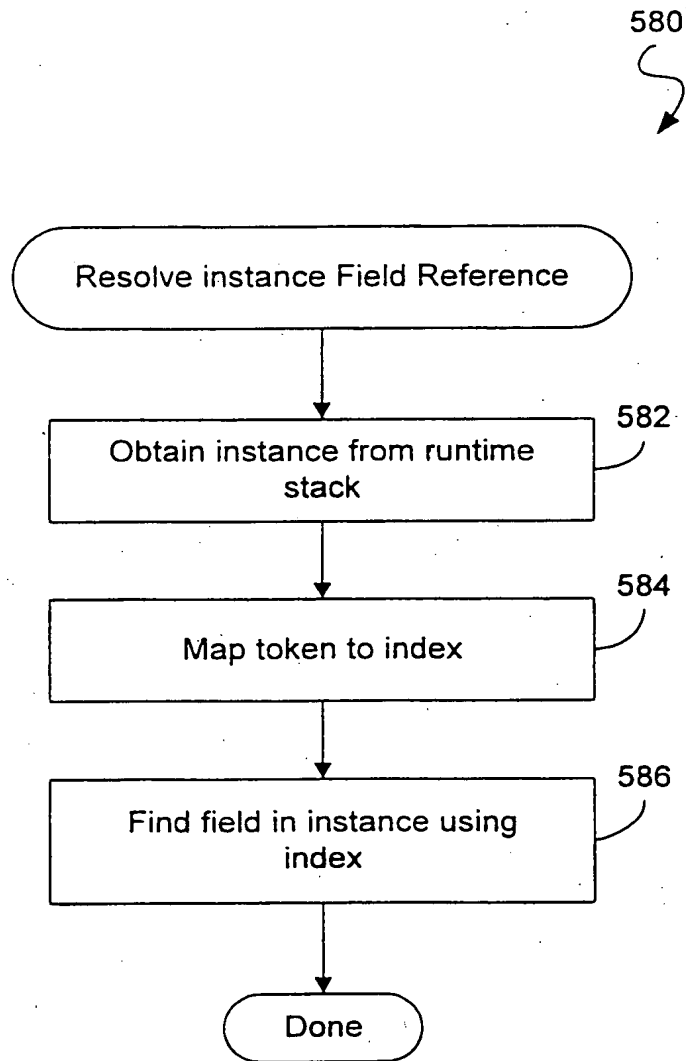 580
Resolve instance Field Reference
582
Obtain instance from runtime
stack
584
Map token to index
586
Find field in instance using
index
Done